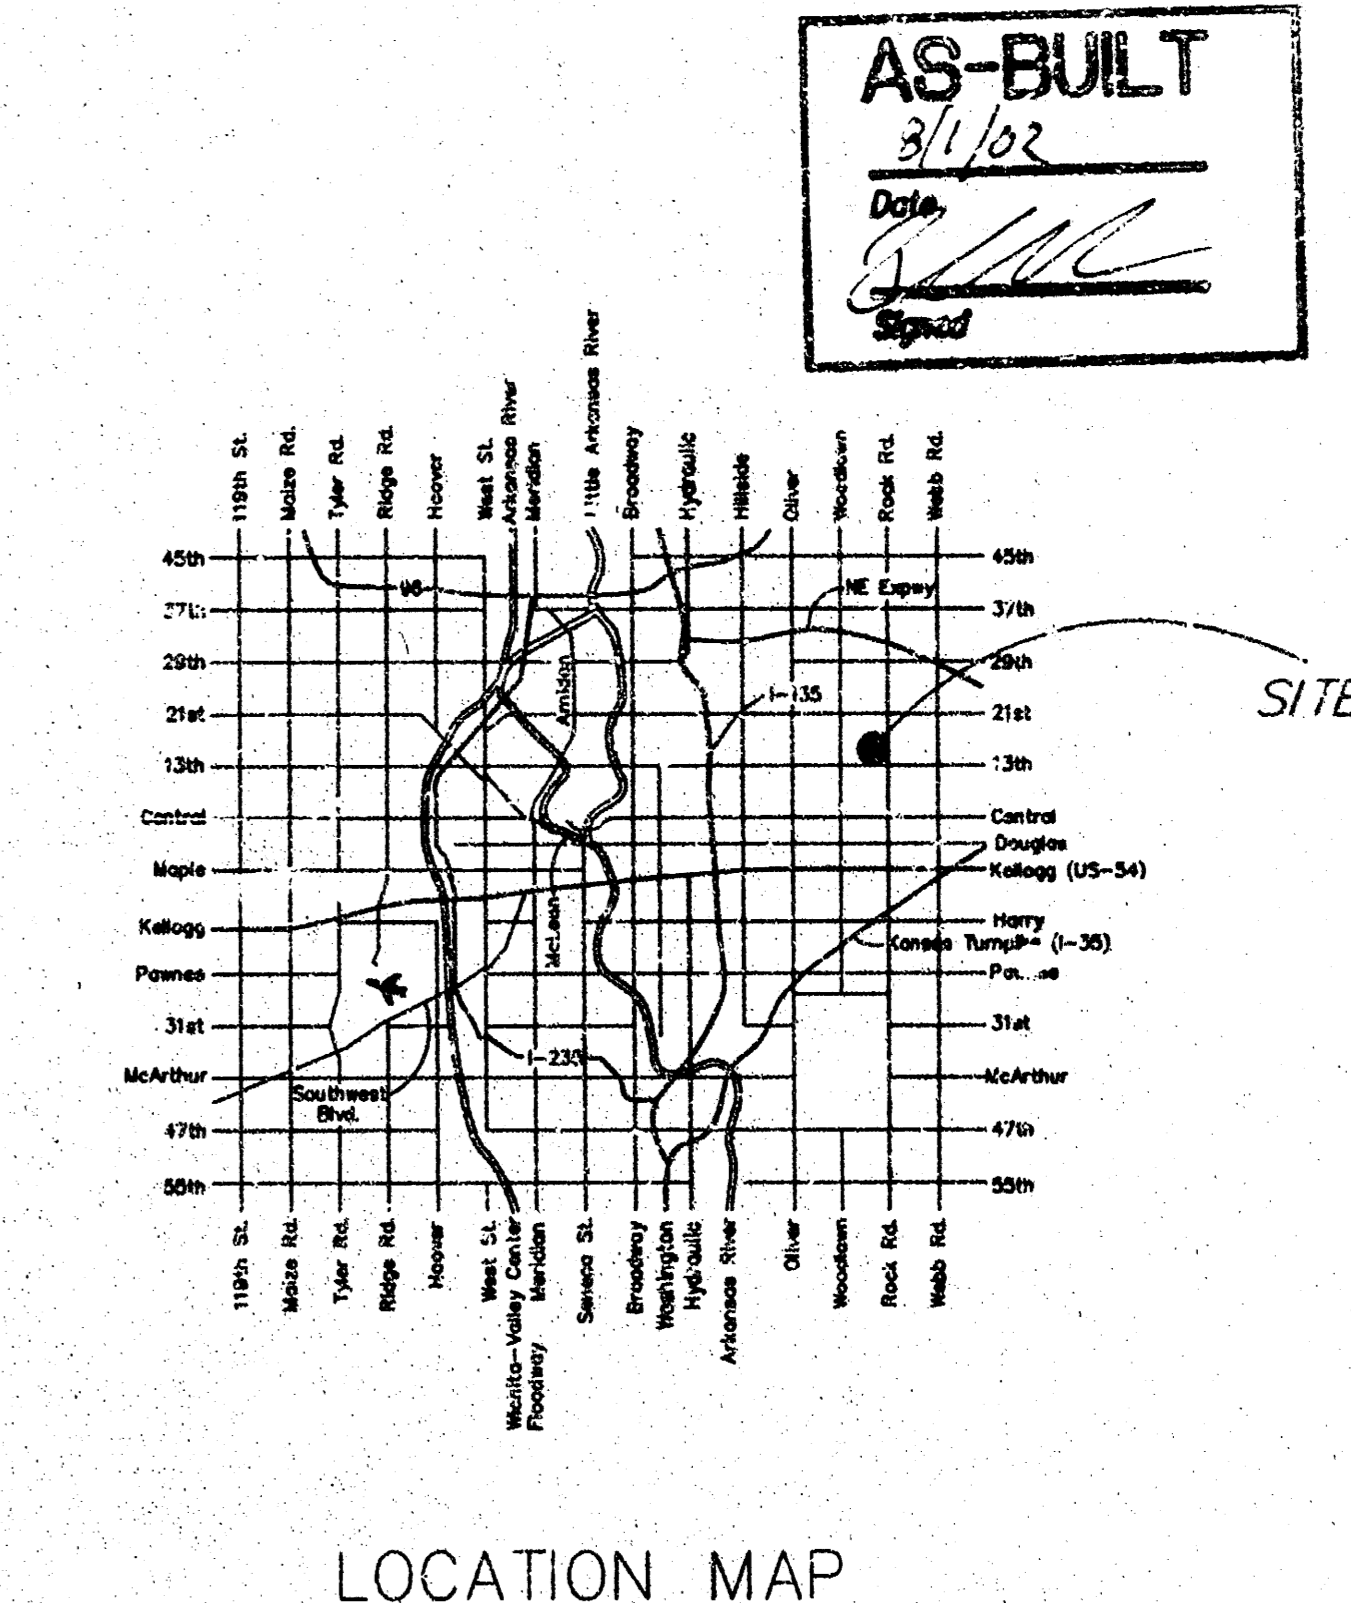 AS-BUILT
8/1/02
Date
Signed
119th St.
Maize Rd.
Tyler Rd.
Ridge Rd.
Hoover
West St.
Arkansas River
Meridian
Little Arkansas River
Broadway
Hydraulic
Hillside
Oliver
Woodlawn
Rock Rd.
Webb Rd.
45th
45th
96
NE Expwy
37th
37th
29th
29th
Amidon
I-135
SITE
21st
21st
13th
13th
Central
Central
Douglas
Maple
Kellogg (US-54)
Kellogg
McLean
Harry
Kansas Turnpike (I-35)
Pawnee
31st
31st
I-235
McArthur
McArthur
Southwest
Blvd.
47th
47th
55th
55th
119th St.
Maize Rd.
Tyler Rd.
Ridge Rd.
Hoover
West St.
Wichita-Valley Center
Floodway
Meridian
Seneca St.
Broadway
Washington
Hydraulic
Arkansas River
Oliver
Woodlawn
Rock Rd.
Webb Rd.
LOCATION MAP